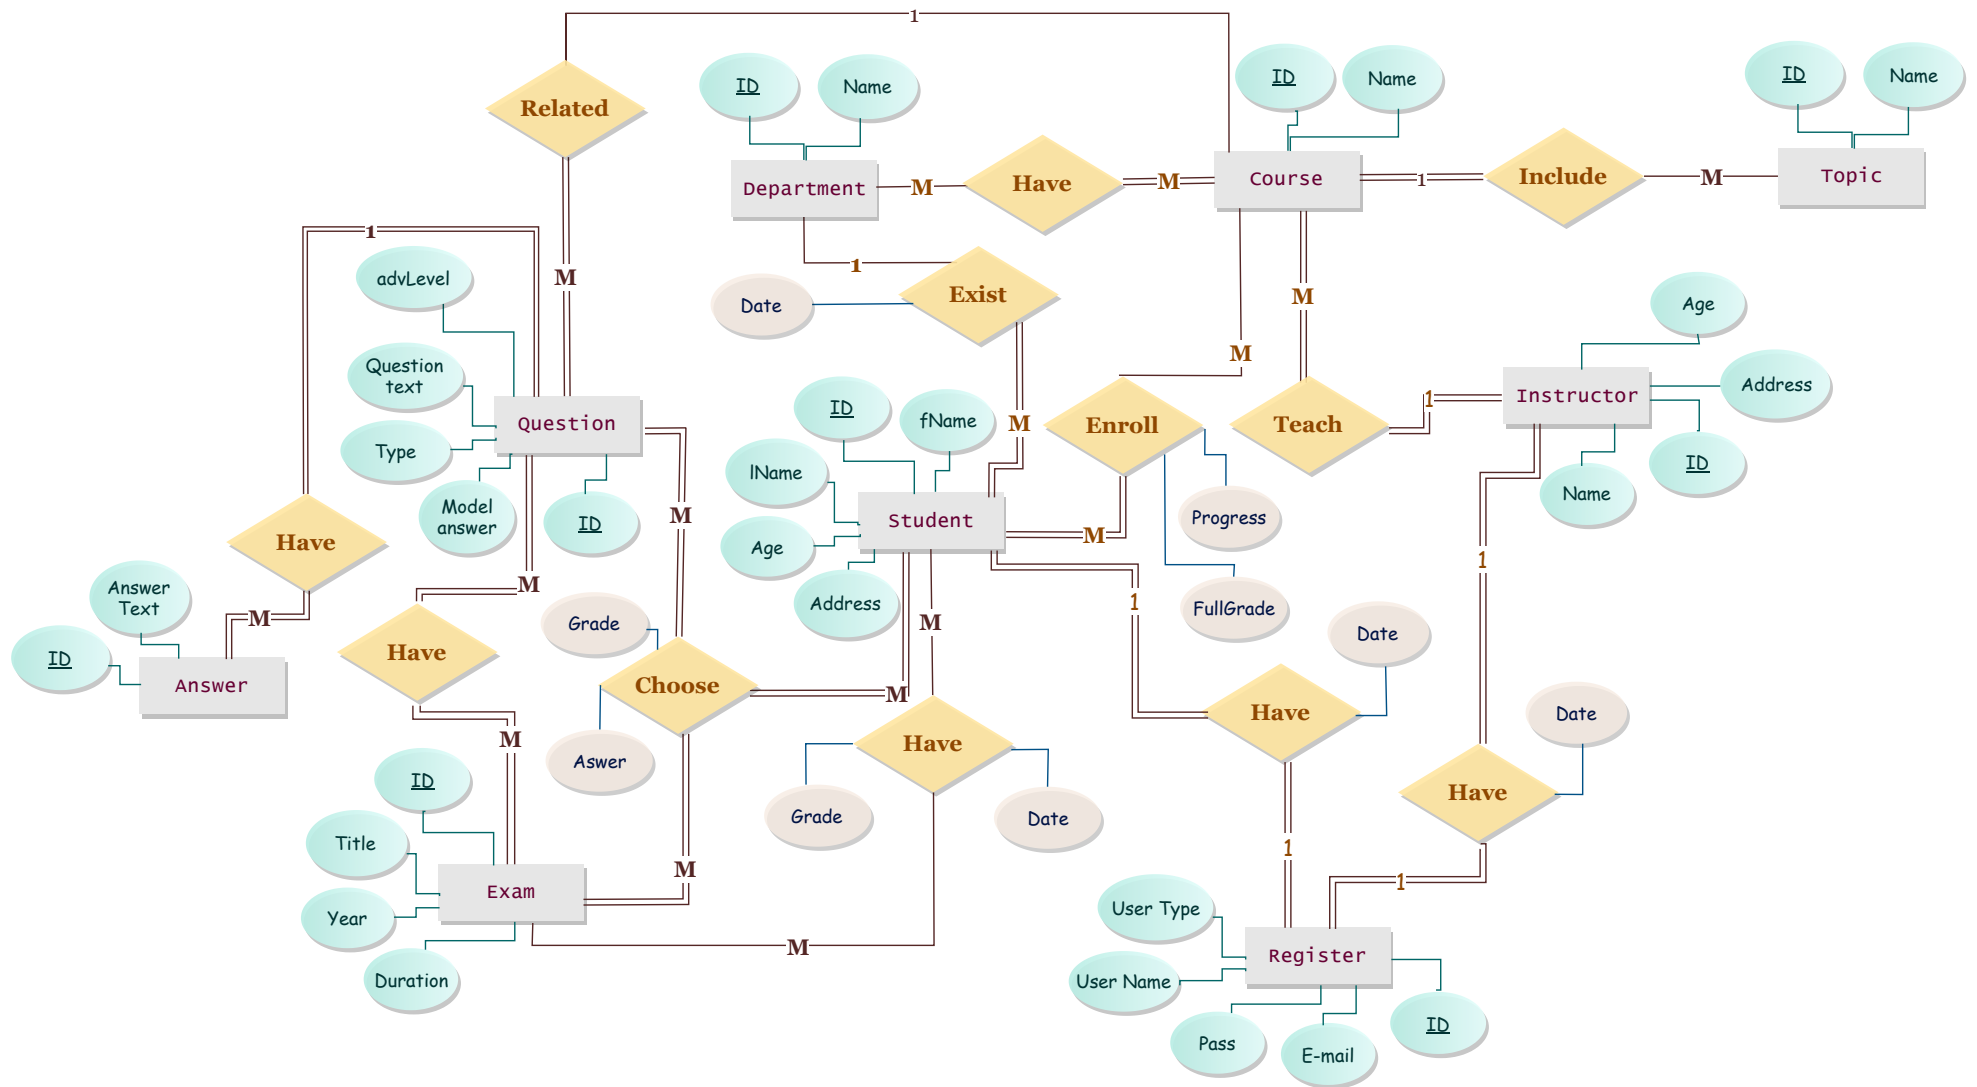 1
Related
ID
Name
ID
Name
ID
Name
Department
M
Have
M
Course
1
Include
M
Topic
1
advLevel
M
1
Exist
Date
M
M
Age
Question
text
Type
Question
Model
answer
ID
ID
fName
lName
Age
Student
Address
M
M
Enroll
M
Progress
FullGrade
Teach
1
Instructor
Address
ID
Name
Have
M
M
Answer
Text
ID
Answer
M
Have
M
Grade
Choose
M
Aswer
M
Have
Grade
Date
1
Have
Date
1
Have
Date
ID
Title
Year
Duration
Exam
M
M
1
1
User Type
User Name
Register
Pass
E-mail
ID